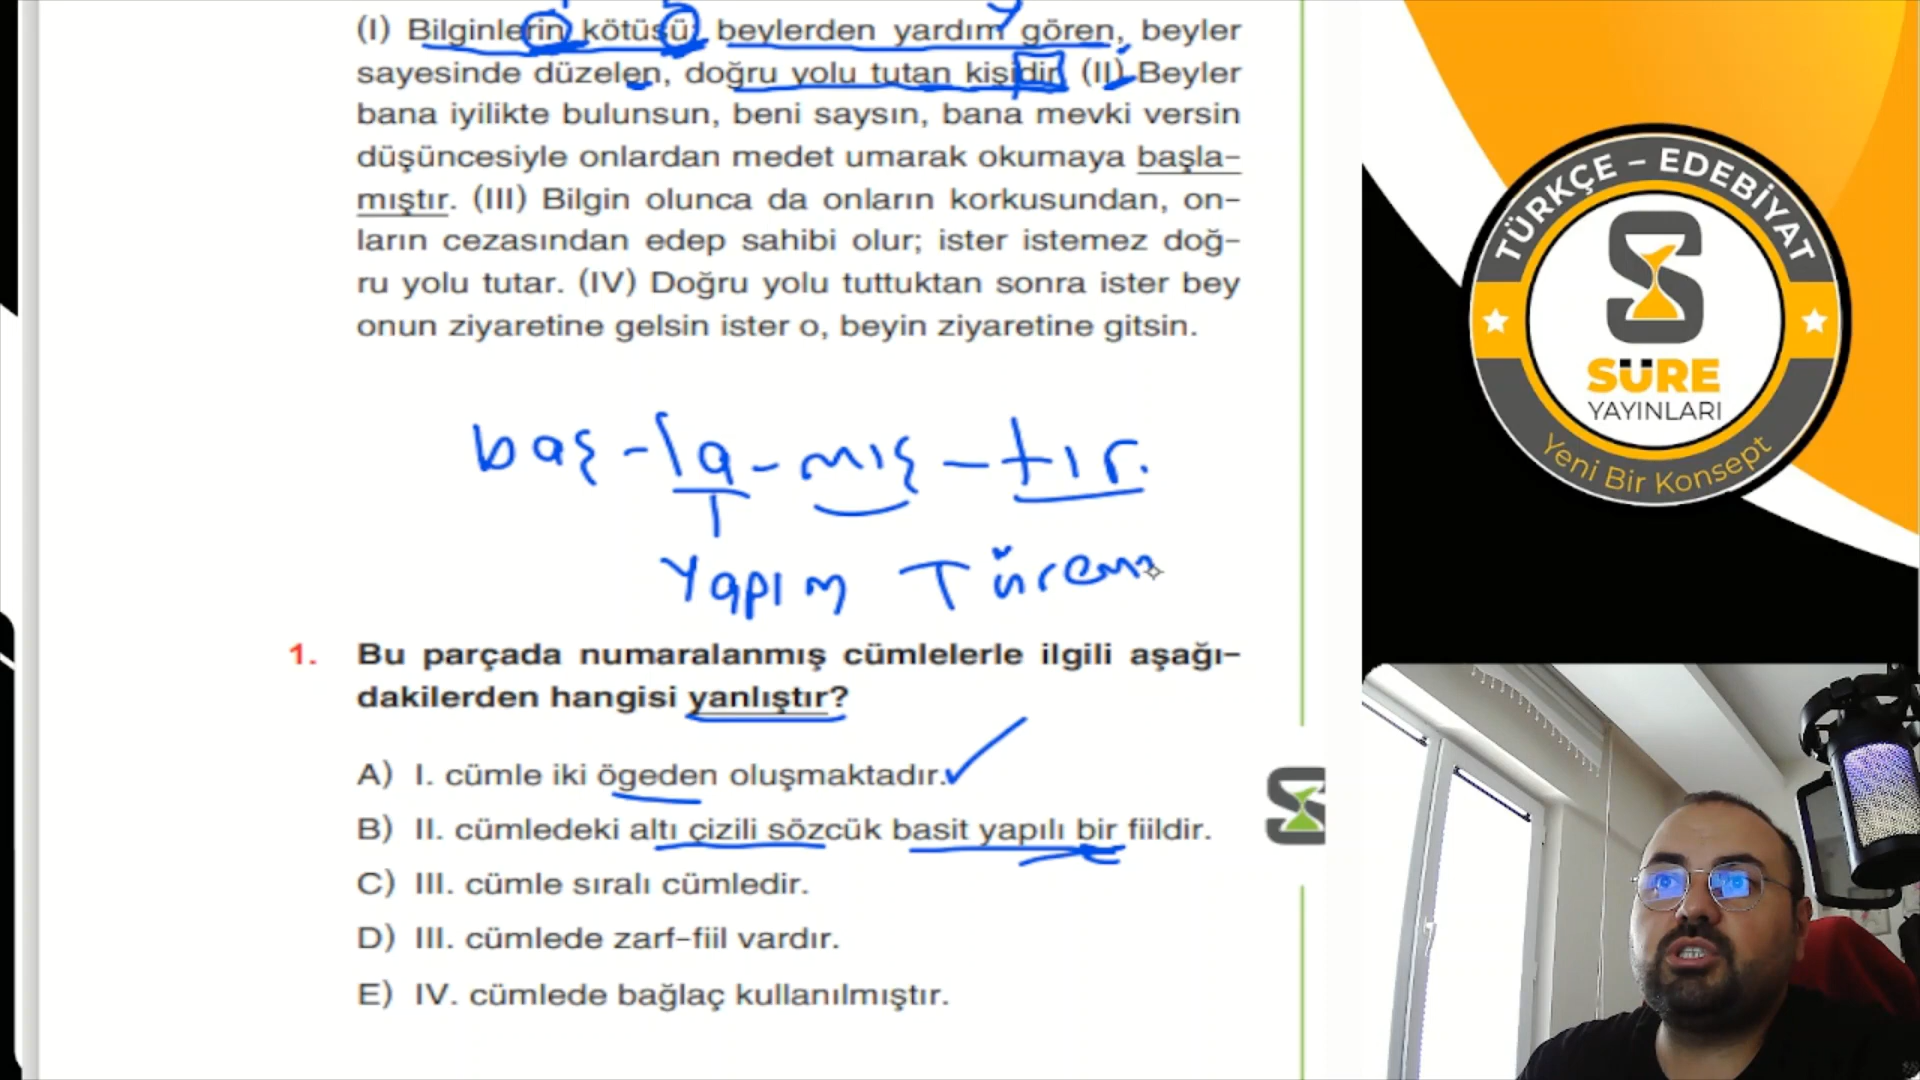 (I) Bilginlerin kötüsü; beylerden yardım gören, beyler
sayesinde düzelen, doğru yolu tutan kişidir. (II) Beyler
bana iyilikte bulunsun, beni saysın, bana mevki versin
düşüncesiyle onlardan medet umarak okumaya başla-
mıştır. (III) Bilgin olunca da onların korkusundan, on-
ların cezasından edep sahibi olur; ister istemez doğ-
ru yolu tutar. (IV) Doğru yolu tuttuktan sonra ister bey
onun ziyaretine gelsin ister o, beyin ziyaretine gitsin.
baş-la-mış-tır.
Yapım Türem
1. Bu parçada numaralanmış cümlelerle ilgili aşağı-
dakilerden hangisi yanlıştır?
A) I. cümle iki ögeden oluşmaktadır.
B) II. cümledeki altı çizili sözcük basit yapılı bir fiildir.
C) III. cümle sıralı cümledir.
D) III. cümlede zarf-fiil vardır.
E) IV. cümlede bağlaç kullanılmıştır.
TÜRKÇE – EDEBİYAT
SÜRE
YAYINLARI
Yeni Bir Konsept